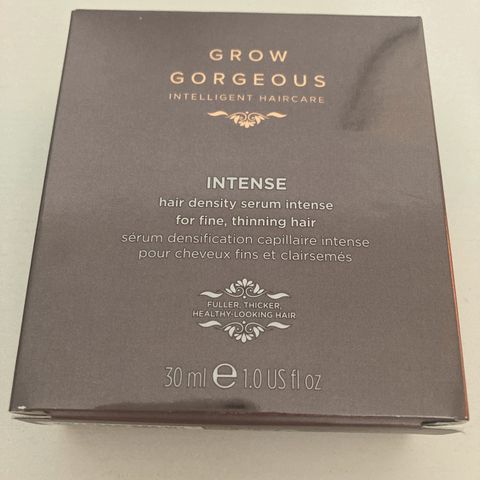 GROW
GORGEOUS
INTELLIGENT HAIRCARE
INTENSE
hair density serum intense
for fine, thinning hair
sérum densification capillaire intense
pour cheveux fins et clairsemés
FULLER, THICKER,
HEALTHY-LOOKING HAIR
30 ml ℮ 1.0 US fl oz